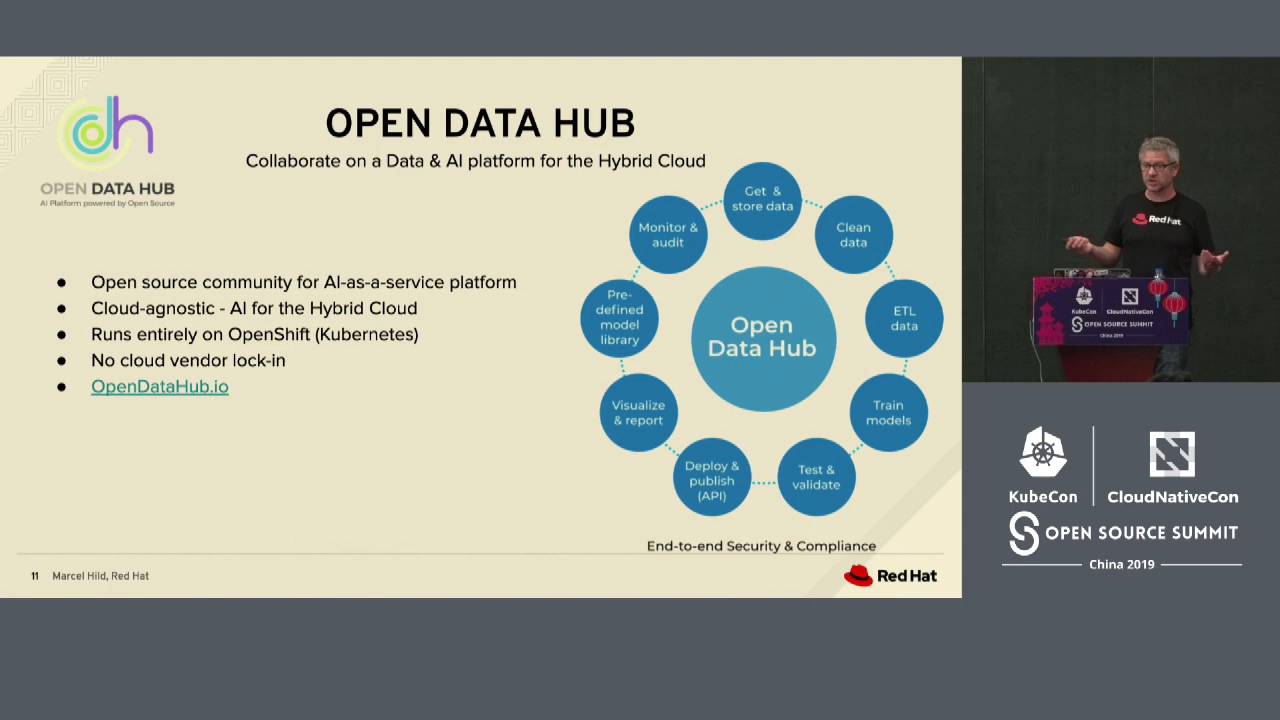 dh
OPEN DATA HUB
AI Platform powered by Open Source
OPEN DATA HUB
Collaborate on a Data & AI platform for the Hybrid Cloud
● Open source community for AI-as-a-service platform
● Cloud-agnostic - AI for the Hybrid Cloud
● Runs entirely on OpenShift (Kubernetes)
● No cloud vendor lock-in
● OpenDataHub.io
Get &
store data
Clean
data
ETL
data
Train
models
Test &
validate
Deploy &
publish
(API)
Visualize
& report
Pre-
defined
model
library
Monitor &
audit
Open
Data Hub
End-to-end Security & Compliance
11 Marcel Hild, Red Hat
Red Hat
Red Hat
KubeCon
CloudNativeCon
OPEN SOURCE SUMMIT
China 2019
KubeCon
CloudNativeCon
OPEN SOURCE SUMMIT
China 2019